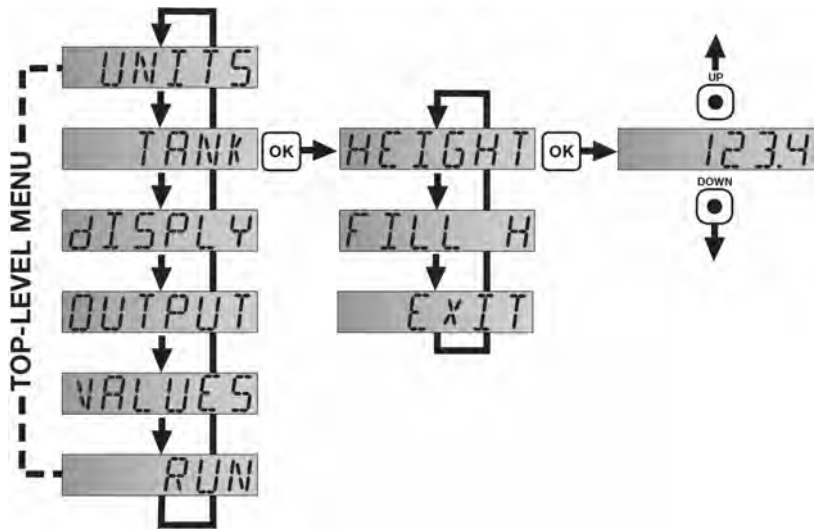 UNITS
TANK
OK
HEIGHT
OK
123.4
UP
DOWN
dISPLY
FILL H
OUTPUT
ExIT
VALUES
RUN
TOP-LEVEL MENU